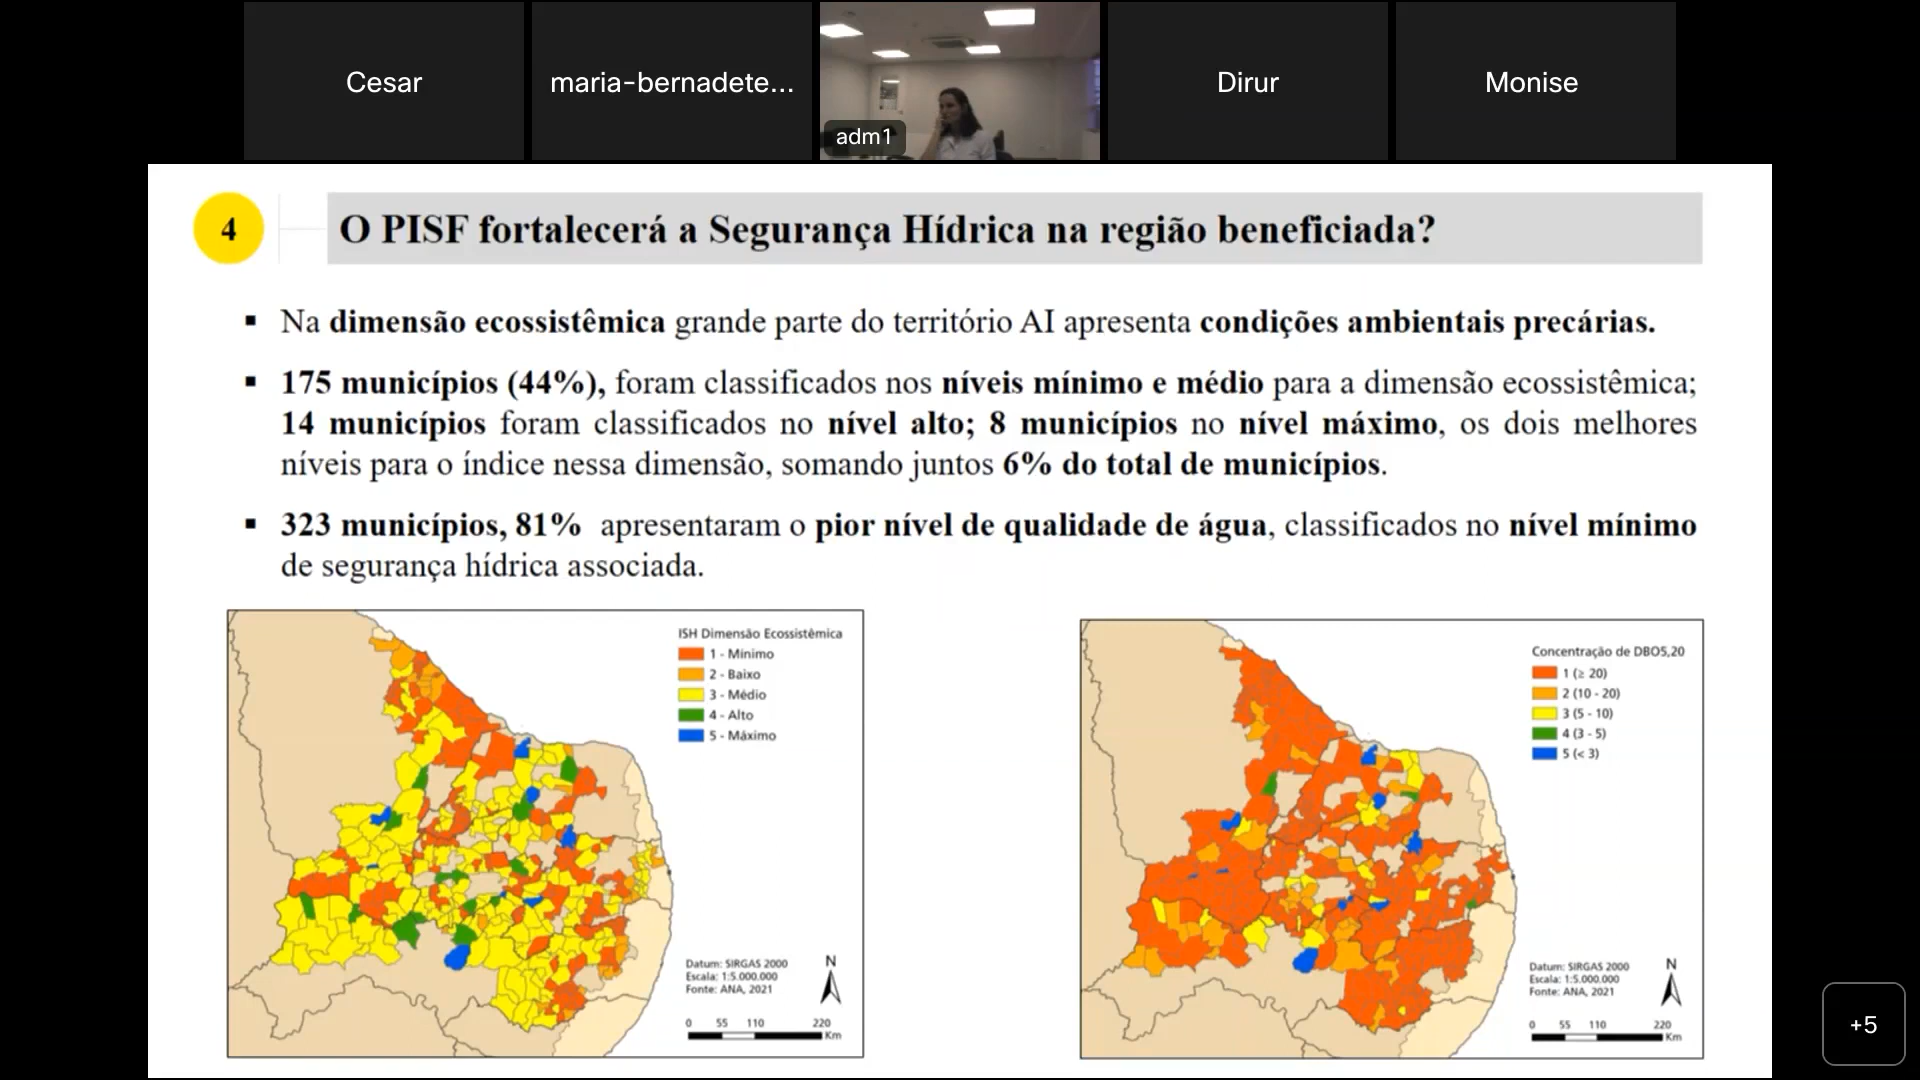 Cesar
maria-bernadete...
adm1
Dirur
Monise
4
O PISF fortalecerá a Segurança Hídrica na região beneficiada?
▪ Na dimensão ecossistêmica grande parte do território AI apresenta condições ambientais precárias.
▪ 175 municípios (44%), foram classificados nos níveis mínimo e médio para a dimensão ecossistêmica;
14 municípios foram classificados no nível alto; 8 municípios no nível máximo, os dois melhores
níveis para o índice nessa dimensão, somando juntos 6% do total de municípios.
▪ 323 municípios, 81% apresentaram o pior nível de qualidade de água, classificados no nível mínimo
de segurança hídrica associada.
ISH Dimensão Ecossistêmica
1 - Mínimo
2 - Baixo
3 - Médio
4 - Alto
5 - Máximo
Datum: SIRGAS 2000
Escala: 1:5.000.000
Fonte: ANA, 2021
N
0 55 110 220
Km
Concentração de DBO5,20
1 (≥ 20)
2 (10 - 20)
3 (5 - 10)
4 (3 - 5)
5 (< 3)
Datum: SIRGAS 2000
Escala: 1:5.000.000
Fonte: ANA, 2021
N
0 55 110 220
Km
+5